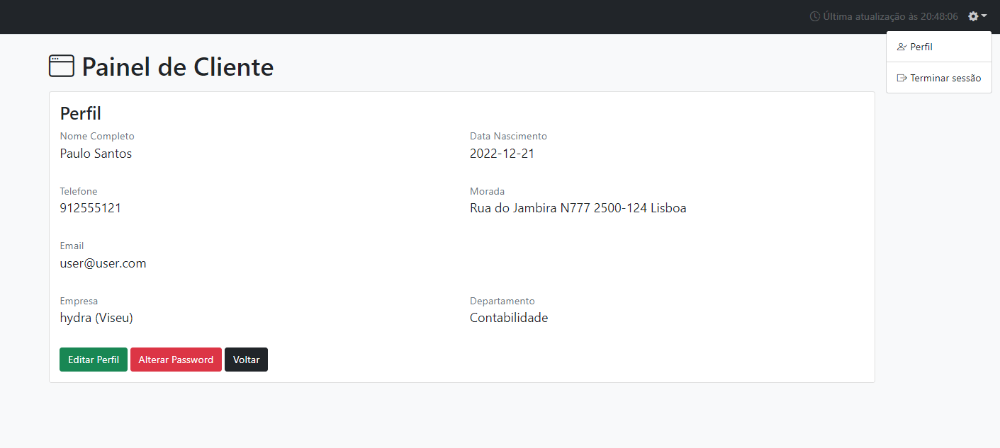 Última atualização às 20:48:06
Perfil
Terminar sessão
Painel de Cliente
Perfil
Nome Completo
Paulo Santos
Data Nascimento
2022-12-21
Telefone
912555121
Morada
Rua do Jambira N777 2500-124 Lisboa
Email
user@user.com
Empresa
hydra (Viseu)
Departamento
Contabilidade
Editar Perfil
Alterar Password
Voltar